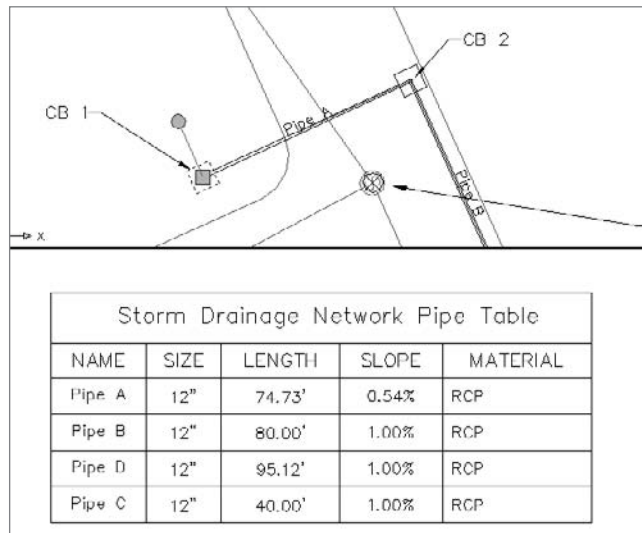 CB 2
CB 1
Pipe A
Pipe B
X
Storm Drainage Network Pipe Table
NAME SIZE LENGTH SLOPE MATERIAL
Pipe A 12" 74.73' 0.54% RCP
Pipe B 12" 80.00' 1.00% RCP
Pipe D 12" 95.12' 1.00% RCP
Pipe C 12" 40.00' 1.00% RCP